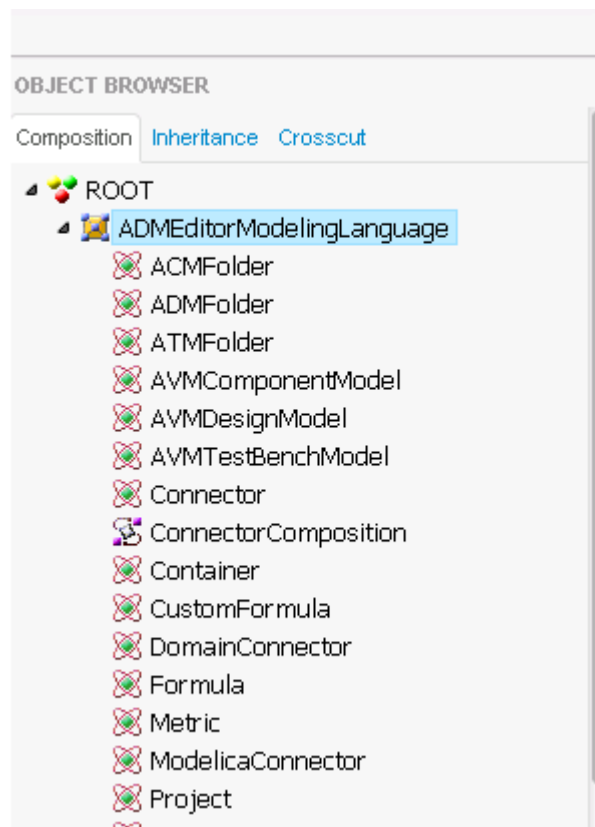 OBJECT BROWSER
Composition Inheritance Crosscut
ROOT
ADMEditorModelingLanguage
ACMFolder
ADMFolder
ATMFolder
AVMComponentModel
AVMDesignModel
AVMTestBenchModel
Connector
ConnectorComposition
Container
CustomFormula
DomainConnector
Formula
Metric
ModelicaConnector
Project